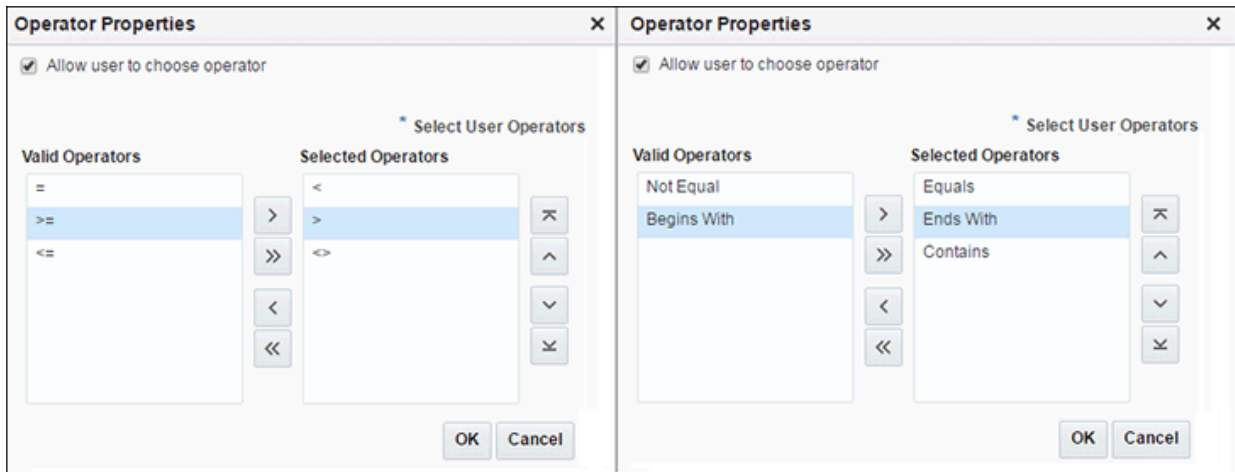 Operator Properties
Allow user to choose operator
* Select User Operators
Valid Operators Selected Operators
= <
>= >
<= <>
OK Cancel
Operator Properties
Allow user to choose operator
* Select User Operators
Valid Operators Selected Operators
Not Equal Equals
Begins With Ends With
Contains
OK Cancel